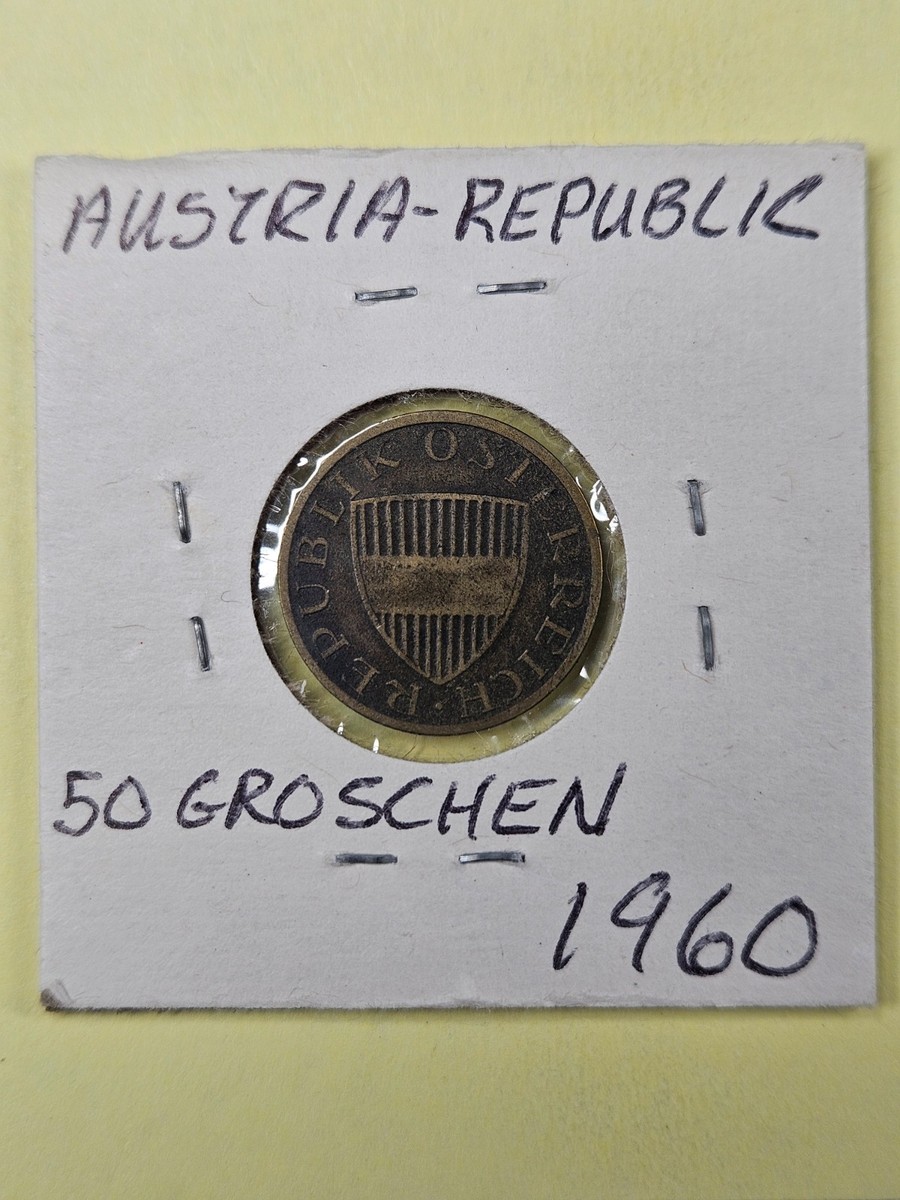 AUSTRIA-REPUBLIC
REPUBLIK OSTERREICH ·
50 GROSCHEN
1960